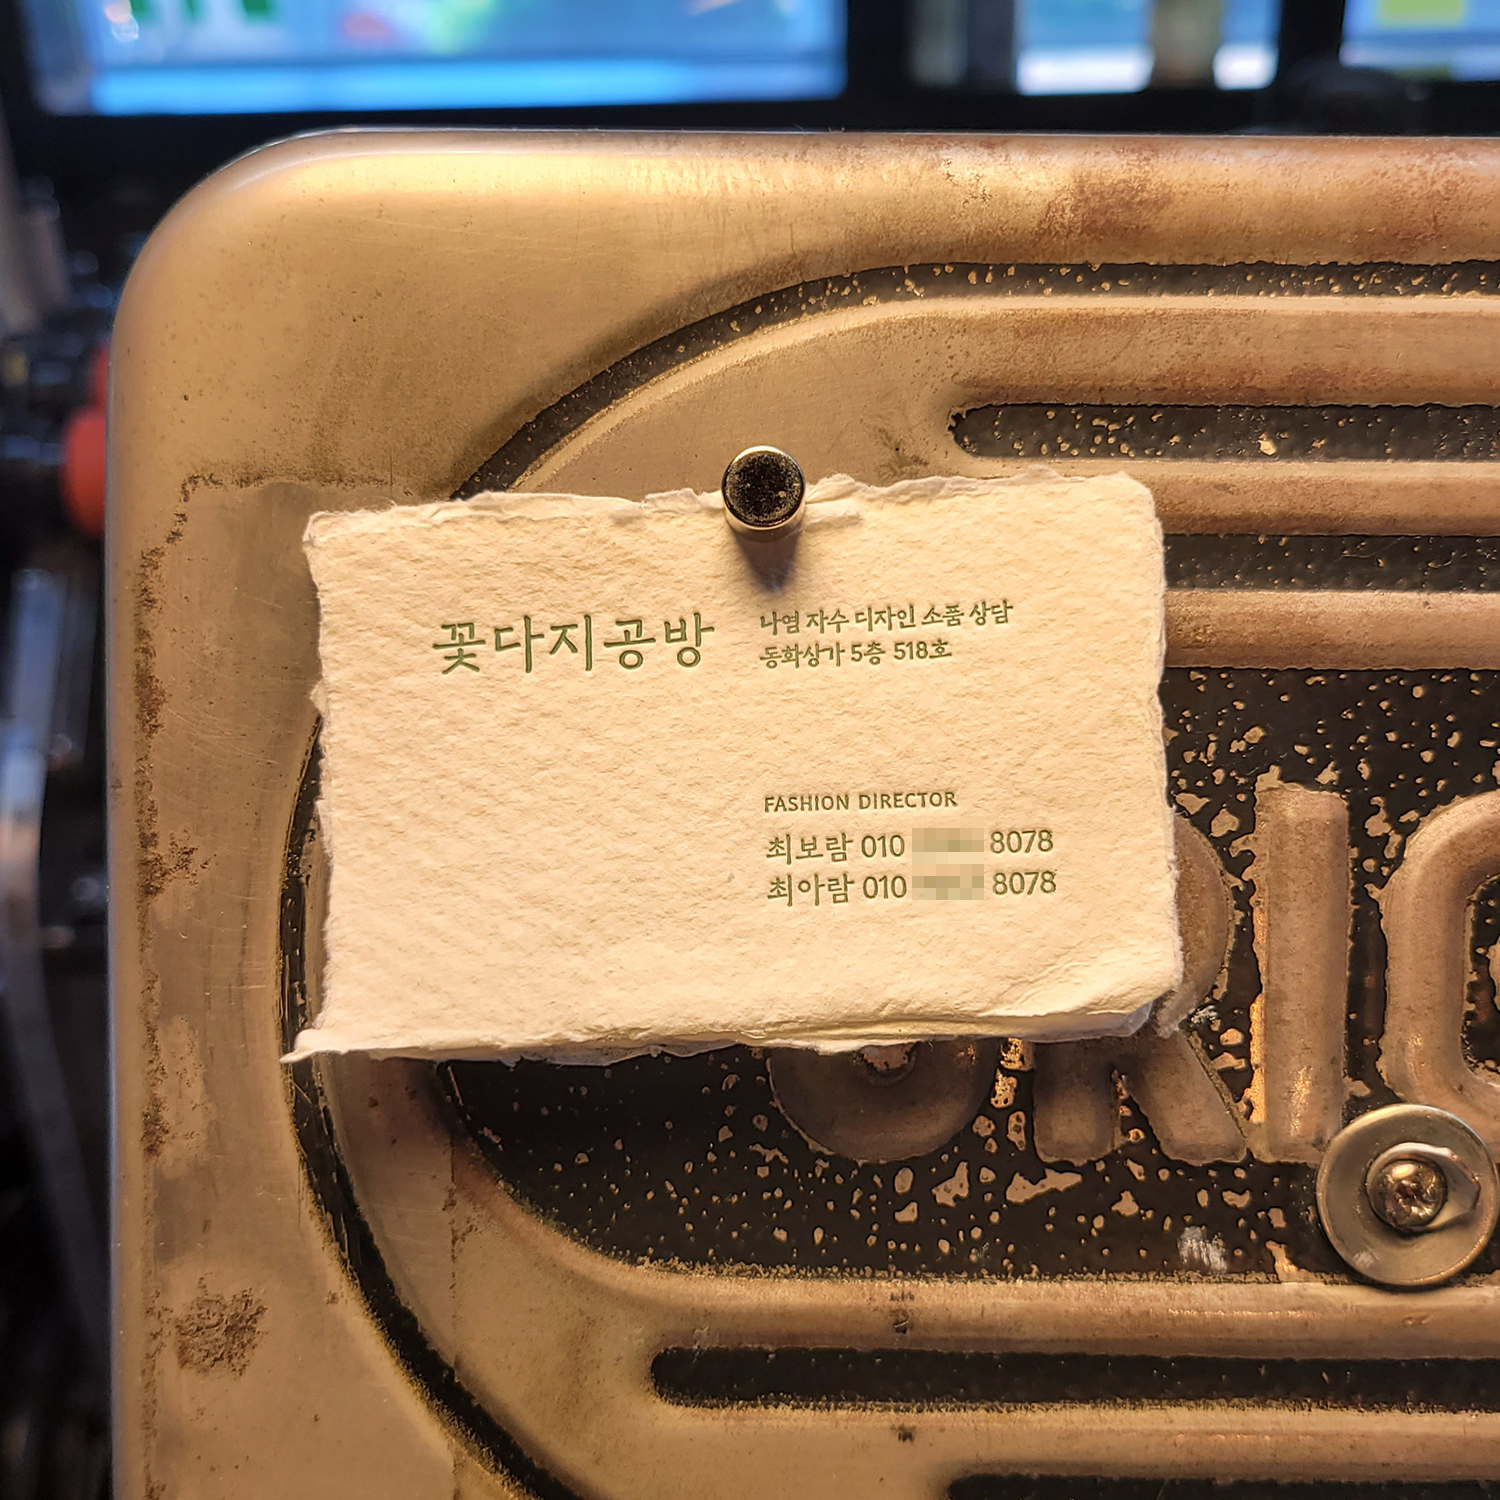 꽃다지공방
나염 자수 디자인 소품 상담
동화상가 5층 518호
FASHION DIRECTOR
최보람 010 8078
최아람 010 8078